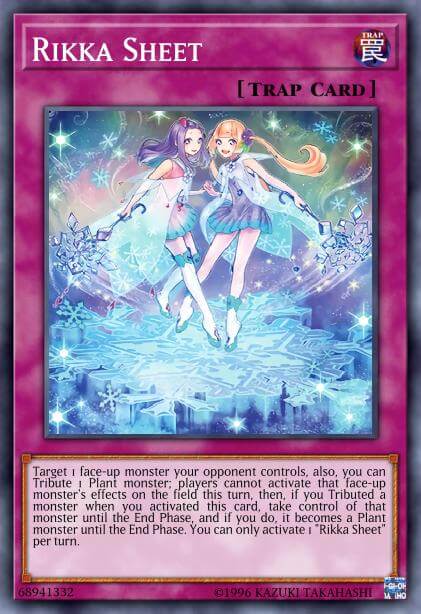 Rikka Sheet
TRAP
罠
[Trap Card]
Target 1 face-up monster your opponent controls, also, you can
Tribute 1 Plant monster; players cannot activate that face-up
monster's effects on the field this turn, then, if you Tributed a
monster when you activated this card, take control of that
monster until the End Phase, and if you do, it becomes a Plant
monster until the End Phase. You can only activate 1 "Rikka Sheet"
per turn.
68941332
©1996 KAZUKI TAKAHASHI